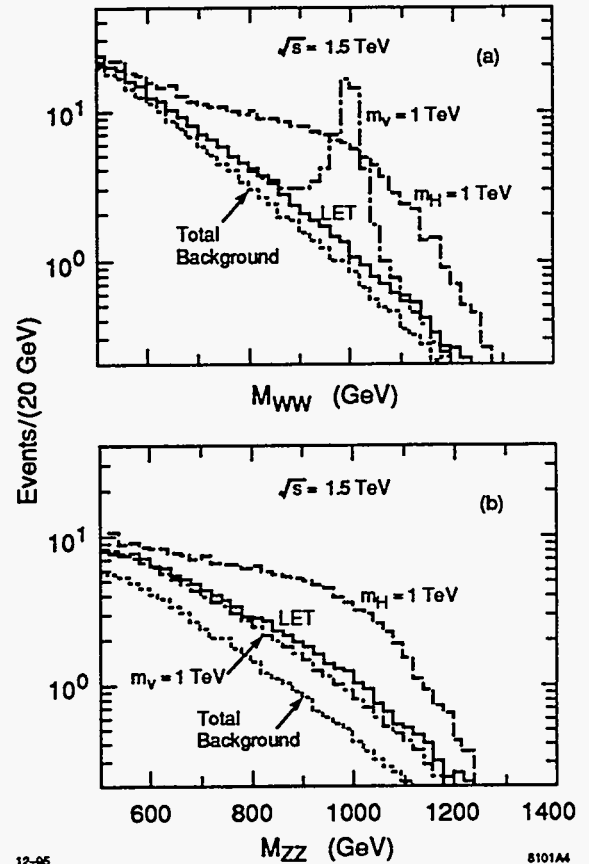 √s = 1.5 TeV
(a)
10¹
m_V = 1 TeV
m_H = 1 TeV
LET
Total
Background
10⁰
M_WW (GeV)
Events/(20 GeV)
√s = 1.5 TeV
(b)
10¹
m_H = 1 TeV
LET
m_V = 1 TeV
10⁰
Total
Background
600 800 1000 1200 1400
M_ZZ (GeV)
12-95
8101A4